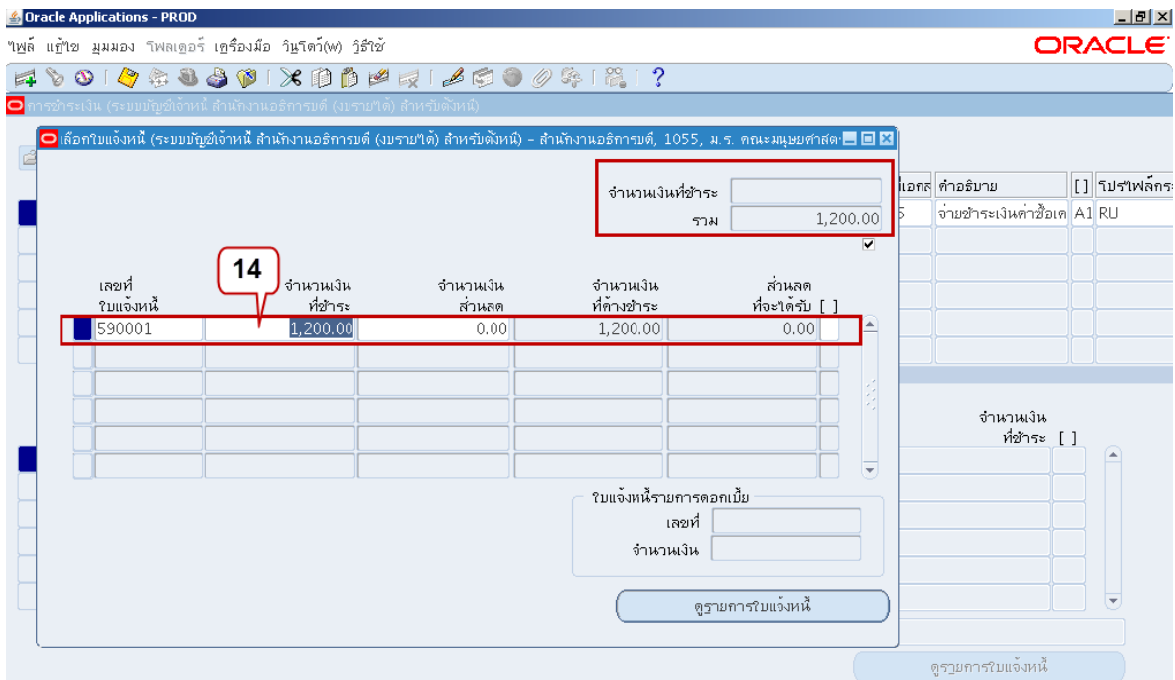 Oracle Applications - PROD
ไฟล์ แก้ไข มุมมอง โฟลเดอร์ เครื่องมือ วินโดว์(w) วิธีใช้
ORACLE
การชำระเงิน (ระบบบัญชีเจ้าหนี้ สำนักงานอธิการบดี (งบรายได้) สำหรับตั้งหนี้)
เลือกใบแจ้งหนี้ (ระบบบัญชีเจ้าหนี้ สำนักงานอธิการบดี (งบรายได้) สำหรับตั้งหนี้) - สำนักงานอธิการบดี, 1055, ม.ร. คณะมนุษยศาสต
จำนวนเงินที่ชำระ
รวม 1,200.00
คำอธิบาย [ ] โปรไฟล์กระ
จ่ายชำระเงินค่าซื้อเค A1 RU
14
เลขที่ใบแจ้งหนี้ จำนวนเงินที่ชำระ จำนวนเงินส่วนลด จำนวนเงินที่ค้างชำระ ส่วนลดที่จะได้รับ [ ]
590001 1,200.00 0.00 1,200.00 0.00
จำนวนเงิน
ที่ชำระ [ ]
ใบแจ้งหนี้รายการดอกเบี้ย
เลขที่
จำนวนเงิน
ดูรายการใบแจ้งหนี้
ดูรายการใบแจ้งหนี้